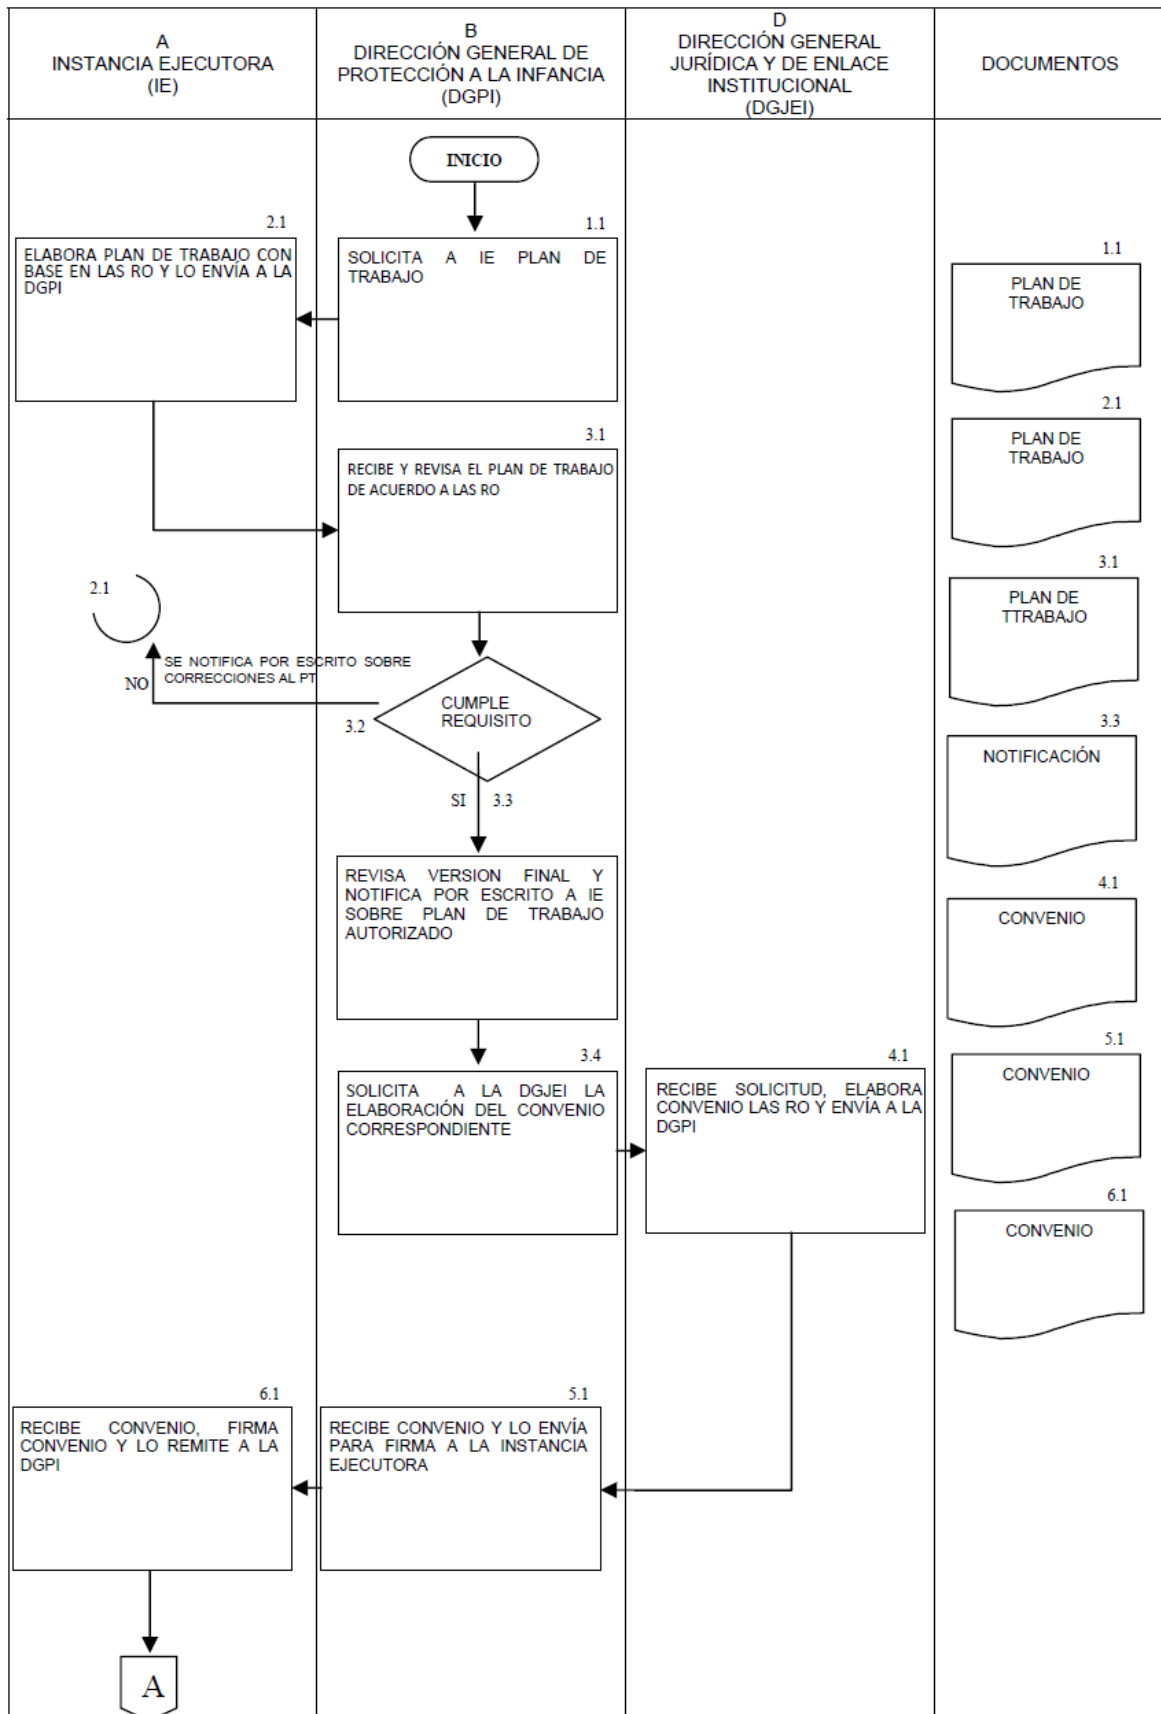 A
INSTANCIA EJECUTORA
(IE)
B
DIRECCIÓN GENERAL DE
PROTECCIÓN A LA INFANCIA
(DGPI)
D
DIRECCIÓN GENERAL
JURÍDICA Y DE ENLACE
INSTITUCIONAL
(DGJEI)
DOCUMENTOS
INICIO
1.1
SOLICITA A IE PLAN DE
TRABAJO
2.1
ELABORA PLAN DE TRABAJO CON
BASE EN LAS RO Y LO ENVÍA A LA
DGPI
3.1
RECIBE Y REVISA EL PLAN DE TRABAJO
DE ACUERDO A LAS RO
2.1
SE NOTIFICA POR ESCRITO SOBRE
CORRECCIONES AL PT
NO
3.2
CUMPLE
REQUISITO
SI
3.3
REVISA VERSION FINAL Y
NOTIFICA POR ESCRITO A IE
SOBRE PLAN DE TRABAJO
AUTORIZADO
3.4
SOLICITA A LA DGJEI LA
ELABORACIÓN DEL CONVENIO
CORRESPONDIENTE
4.1
RECIBE SOLICITUD, ELABORA
CONVENIO LAS RO Y ENVÍA A LA
DGPI
5.1
RECIBE CONVENIO Y LO ENVÍA
PARA FIRMA A LA INSTANCIA
EJECUTORA
6.1
RECIBE CONVENIO, FIRMA
CONVENIO Y LO REMITE A LA
DGPI
A
1.1
PLAN DE
TRABAJO
2.1
PLAN DE
TRABAJO
3.1
PLAN DE
TTRABAJO
3.3
NOTIFICACIÓN
4.1
CONVENIO
5.1
CONVENIO
6.1
CONVENIO